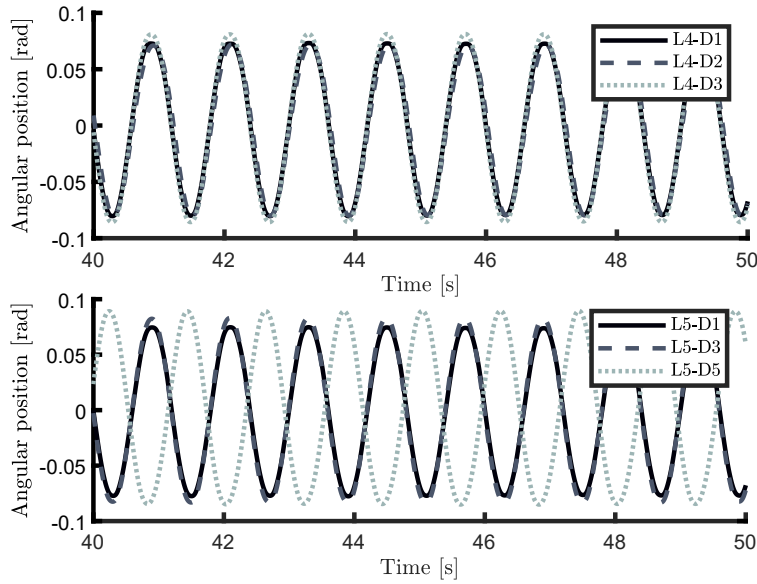 0.1
0.05
0
-0.05
-0.1
Angular position [rad]
L4-D1
L4-D2
L4-D3
40 42 44 46 48 50
Time [s]
0.1
0.05
0
-0.05
-0.1
Angular position [rad]
L5-D1
L5-D3
L5-D5
40 42 44 46 48 50
Time [s]